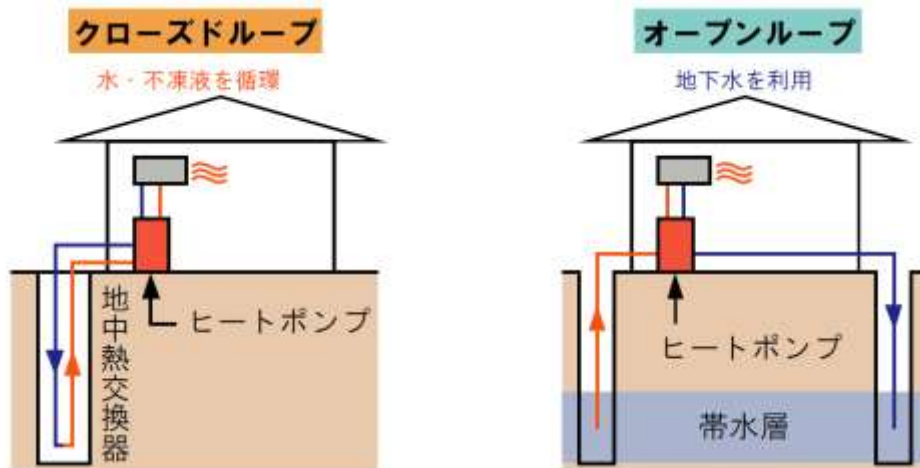 クローズドループ
水・不凍液を循環
ヒートポンプ
地中熱交換器
オープンループ
地下水を利用
ヒートポンプ
帯水層